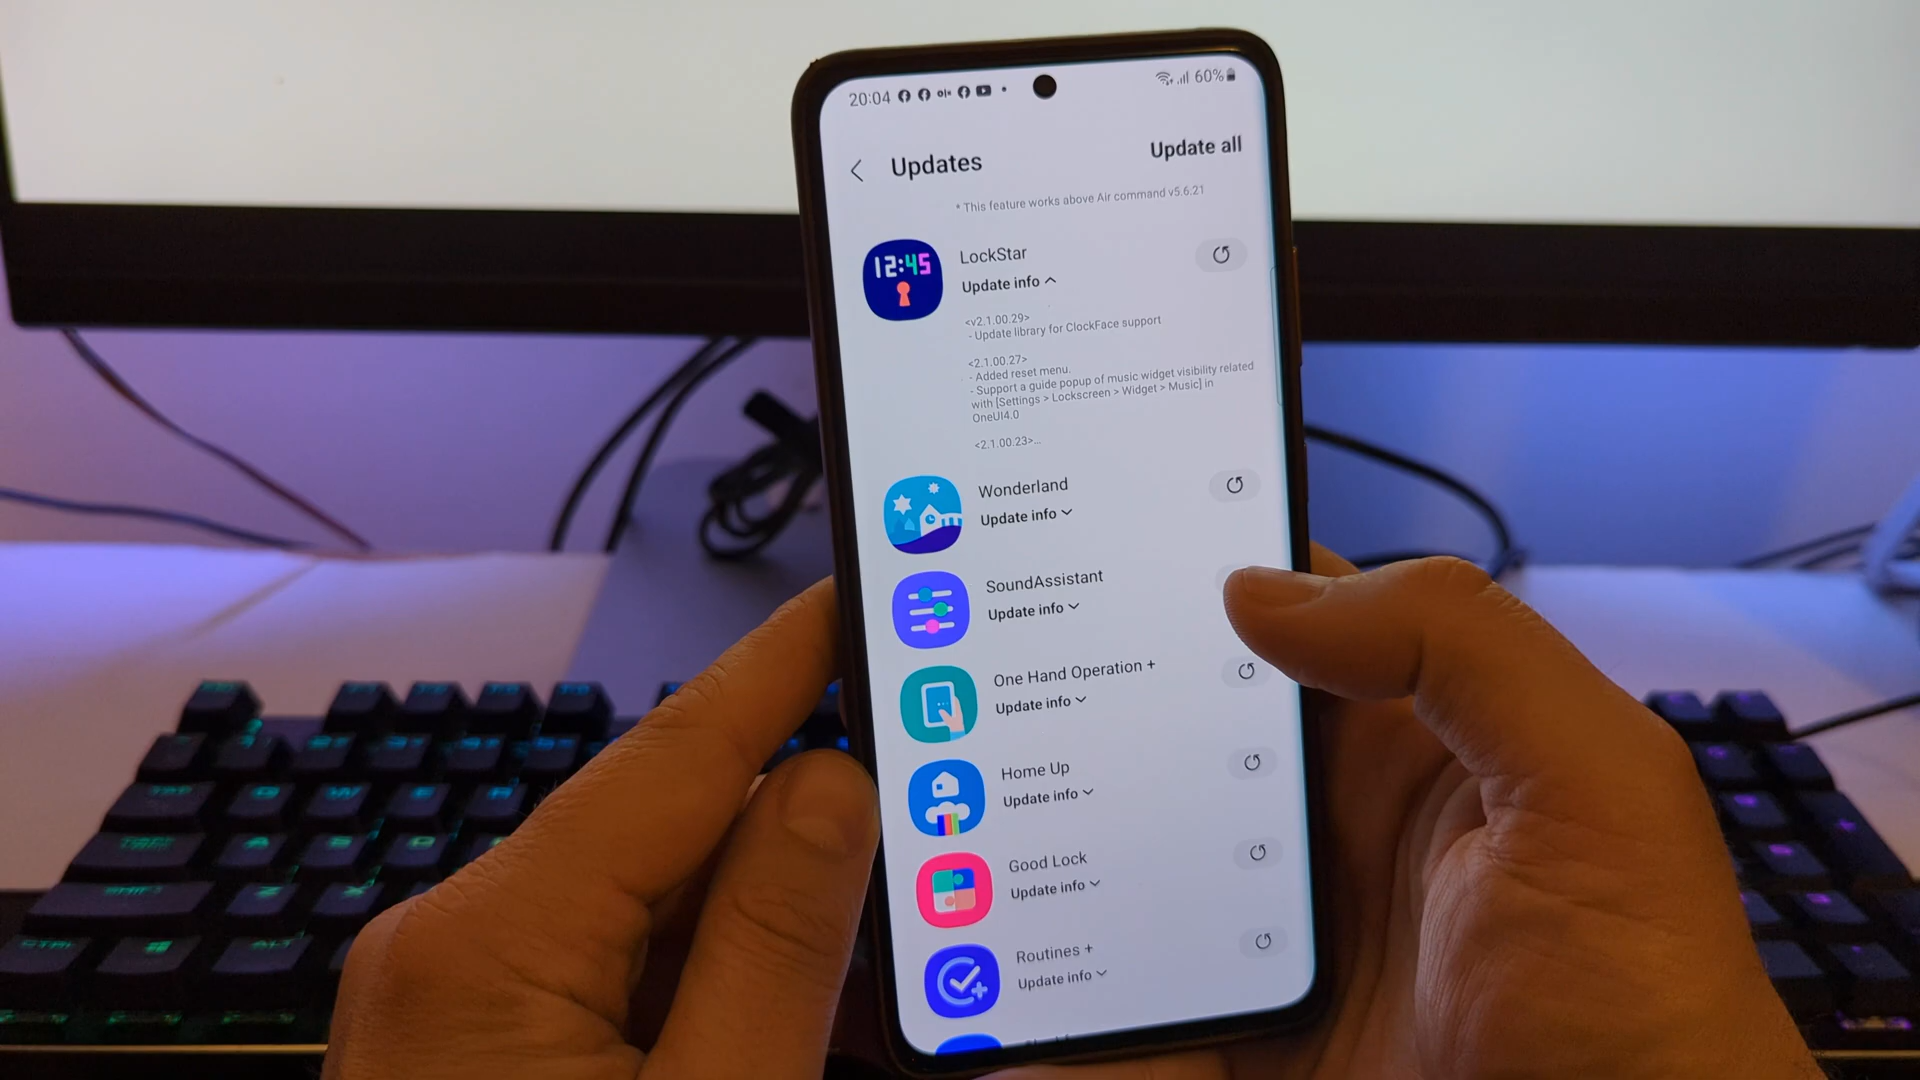 20:04
60%
Updates
Update all
* This feature works above Air command v5.6.21
12:45
LockStar
Update info
<v2.1.00.29>
- Update library for ClockFace support
<2.1.00.27>
- Added reset menu.
- Support a guide popup of music widget visibility related
with [Settings > Lockscreen > Widget > Music] in
OneUI4.0
<2.1.00.23>...
Wonderland
Update info
SoundAssistant
Update info
One Hand Operation +
Update info
Home Up
Update info
Good Lock
Update info
Routines +
Update info
Q W E
A S D
Z X
CTRL
ALT